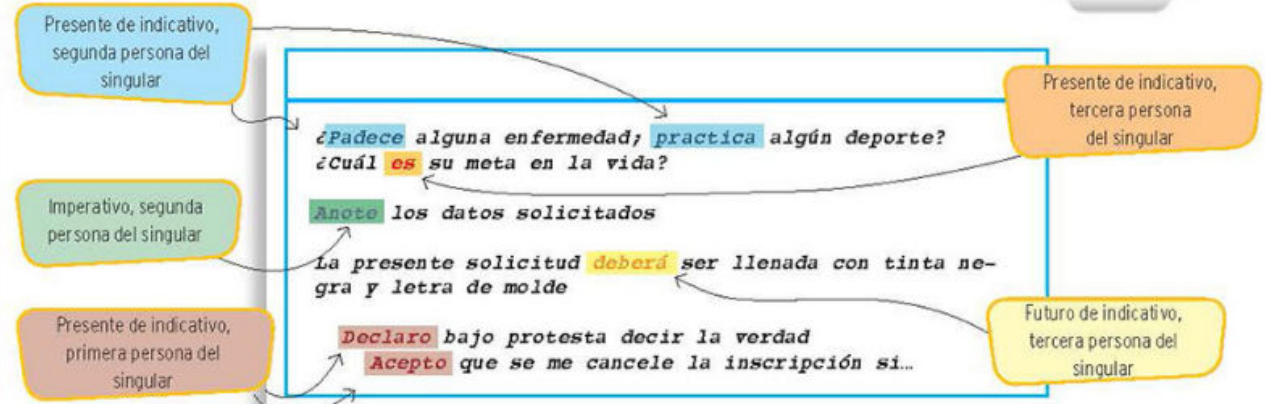 Presente de indicativo,
segunda persona del
singular
Presente de indicativo,
tercera persona
del singular
¿Padece alguna enfermedad; practica algún deporte?
¿Cuál es su meta en la vida?
Imperativo, segunda
persona del singular
Anote los datos solicitados
La presente solicitud deberá ser llenada con tinta ne-
gra y letra de molde
Presente de indicativo,
primera persona del
singular
Declaro bajo protesta decir la verdad
Acepto que se me cancele la inscripción si…
Futuro de indicativo,
tercera persona del
singular